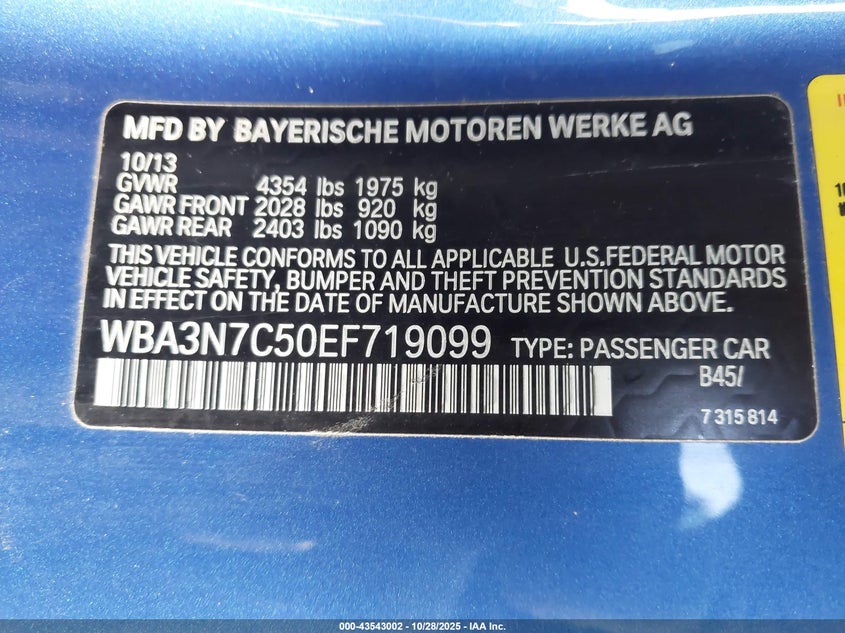 MFD BY BAYERISCHE MOTOREN WERKE AG
10/13
GVWR 4354 lbs 1975 kg
GAWR FRONT 2028 lbs 920 kg
GAWR REAR 2403 lbs 1090 kg
THIS VEHICLE CONFORMS TO ALL APPLICABLE U.S.FEDERAL MOTOR
VEHICLE SAFETY, BUMPER AND THEFT PREVENTION STANDARDS
IN EFFECT ON THE DATE OF MANUFACTURE SHOWN ABOVE.
WBA3N7C50EF719099 TYPE: PASSENGER CAR
B45/
7 315 814
000-43543002 / 10/28/2025 - IAA Inc.